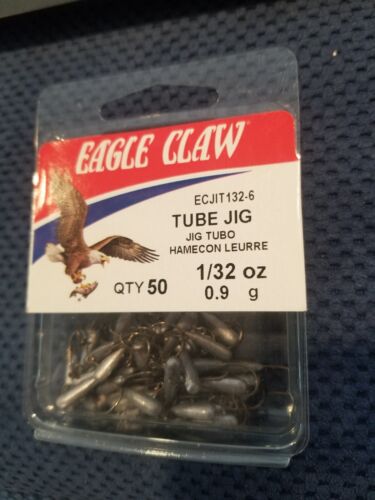 EAGLE CLAW
ECJIT132-6
TUBE JIG
JIG TUBO
HAMECON LEURRE
QTY 50
1/32 oz
0.9 g